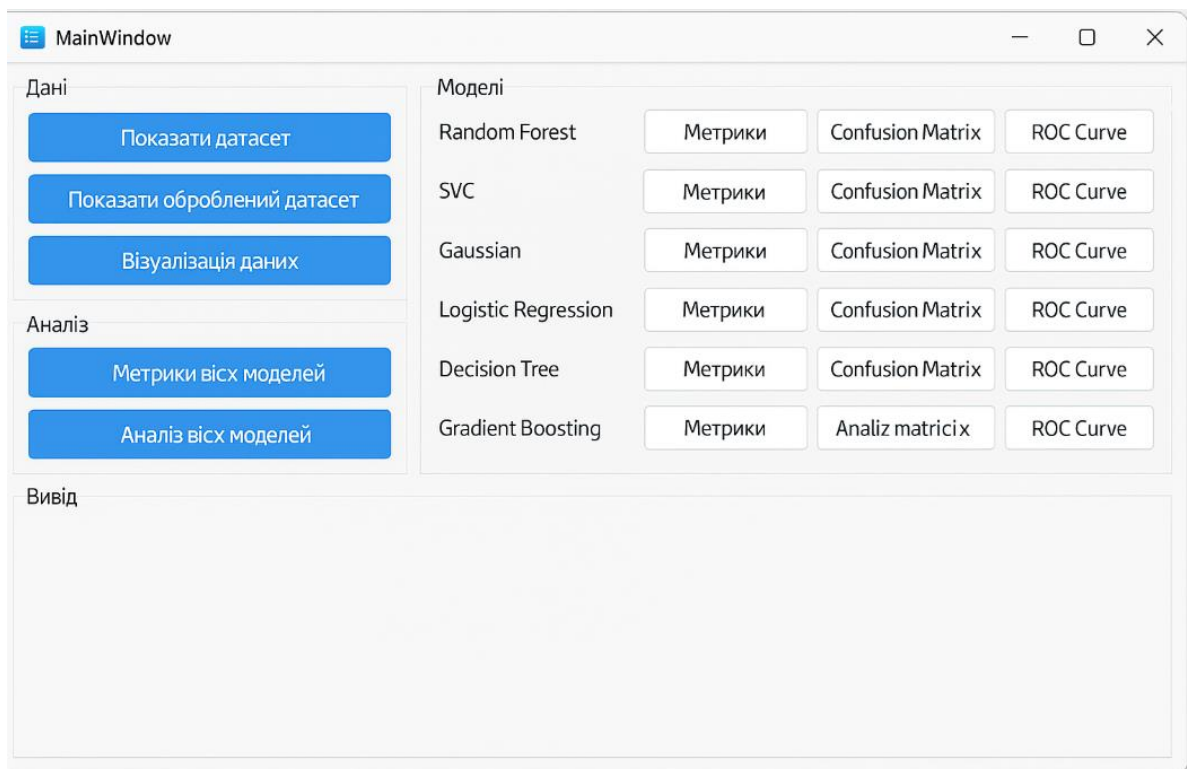 MainWindow
Дані
Показати датасет
Показати оброблений датасет
Візуалізація даних
Аналіз
Метрики вісх моделей
Аналіз вісх моделей
Моделі
Random Forest Метрики Confusion Matrix ROC Curve
SVC Метрики Confusion Matrix ROC Curve
Gaussian Метрики Confusion Matrix ROC Curve
Logistic Regression Метрики Confusion Matrix ROC Curve
Decision Tree Метрики Confusion Matrix ROC Curve
Gradient Boosting Метрики Analiz matrici x ROC Curve
Вивід